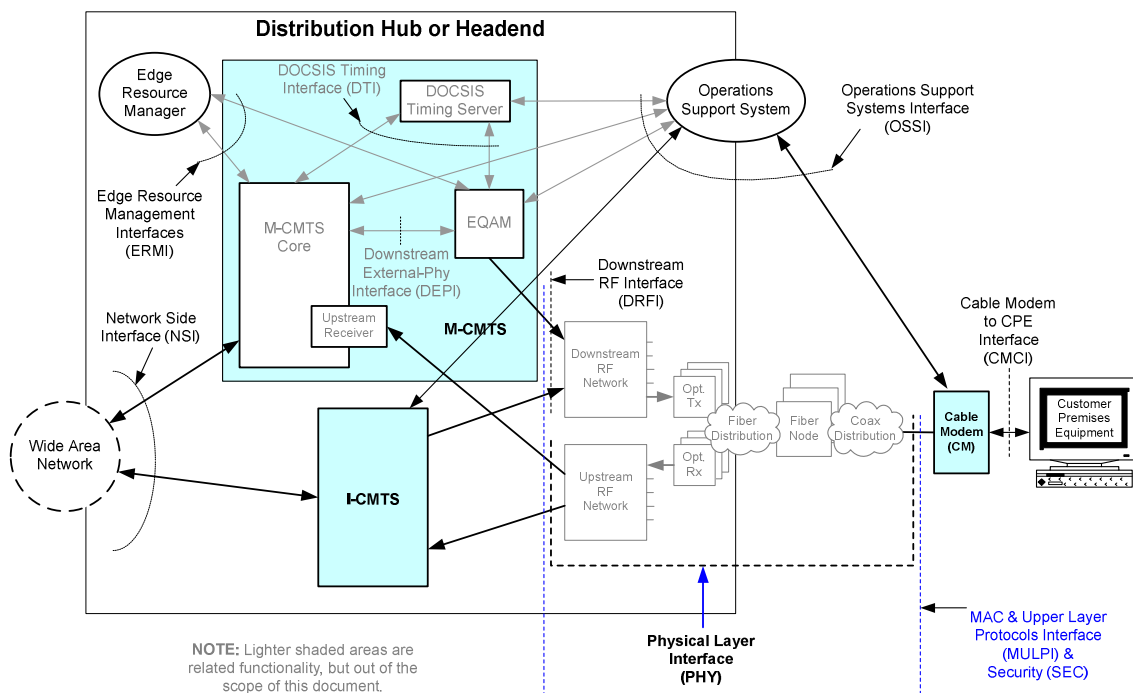 Distribution Hub or Headend
Edge
Resource
Manager
DOCSIS Timing
Interface (DTI)
DOCSIS
Timing Server
Operations
Support System
Operations Support
Systems Interface
(OSSI)
Edge Resource
Management
Interfaces
(ERMI)
M-CMTS
Core
EQAM
Downstream
External-Phy
Interface (DEPI)
Downstream
RF Interface
(DRFI)
Upstream
Receiver
M-CMTS
Network Side
Interface (NSI)
Cable Modem
to CPE
Interface
(CMCI)
Downstream
RF
Network
Opt.
Tx
Fiber
Distribution
Fiber
Node
Coax
Distribution
Cable
Modem
(CM)
Customer
Premises
Equipment
Wide Area
Network
I-CMTS
Upstream
RF
Network
Opt.
Rx
NOTE: Lighter shaded areas are
related functionality, but out of the
scope of this document.
Physical Layer
Interface
(PHY)
MAC & Upper Layer
Protocols Interface
(MULPI) &
Security (SEC)